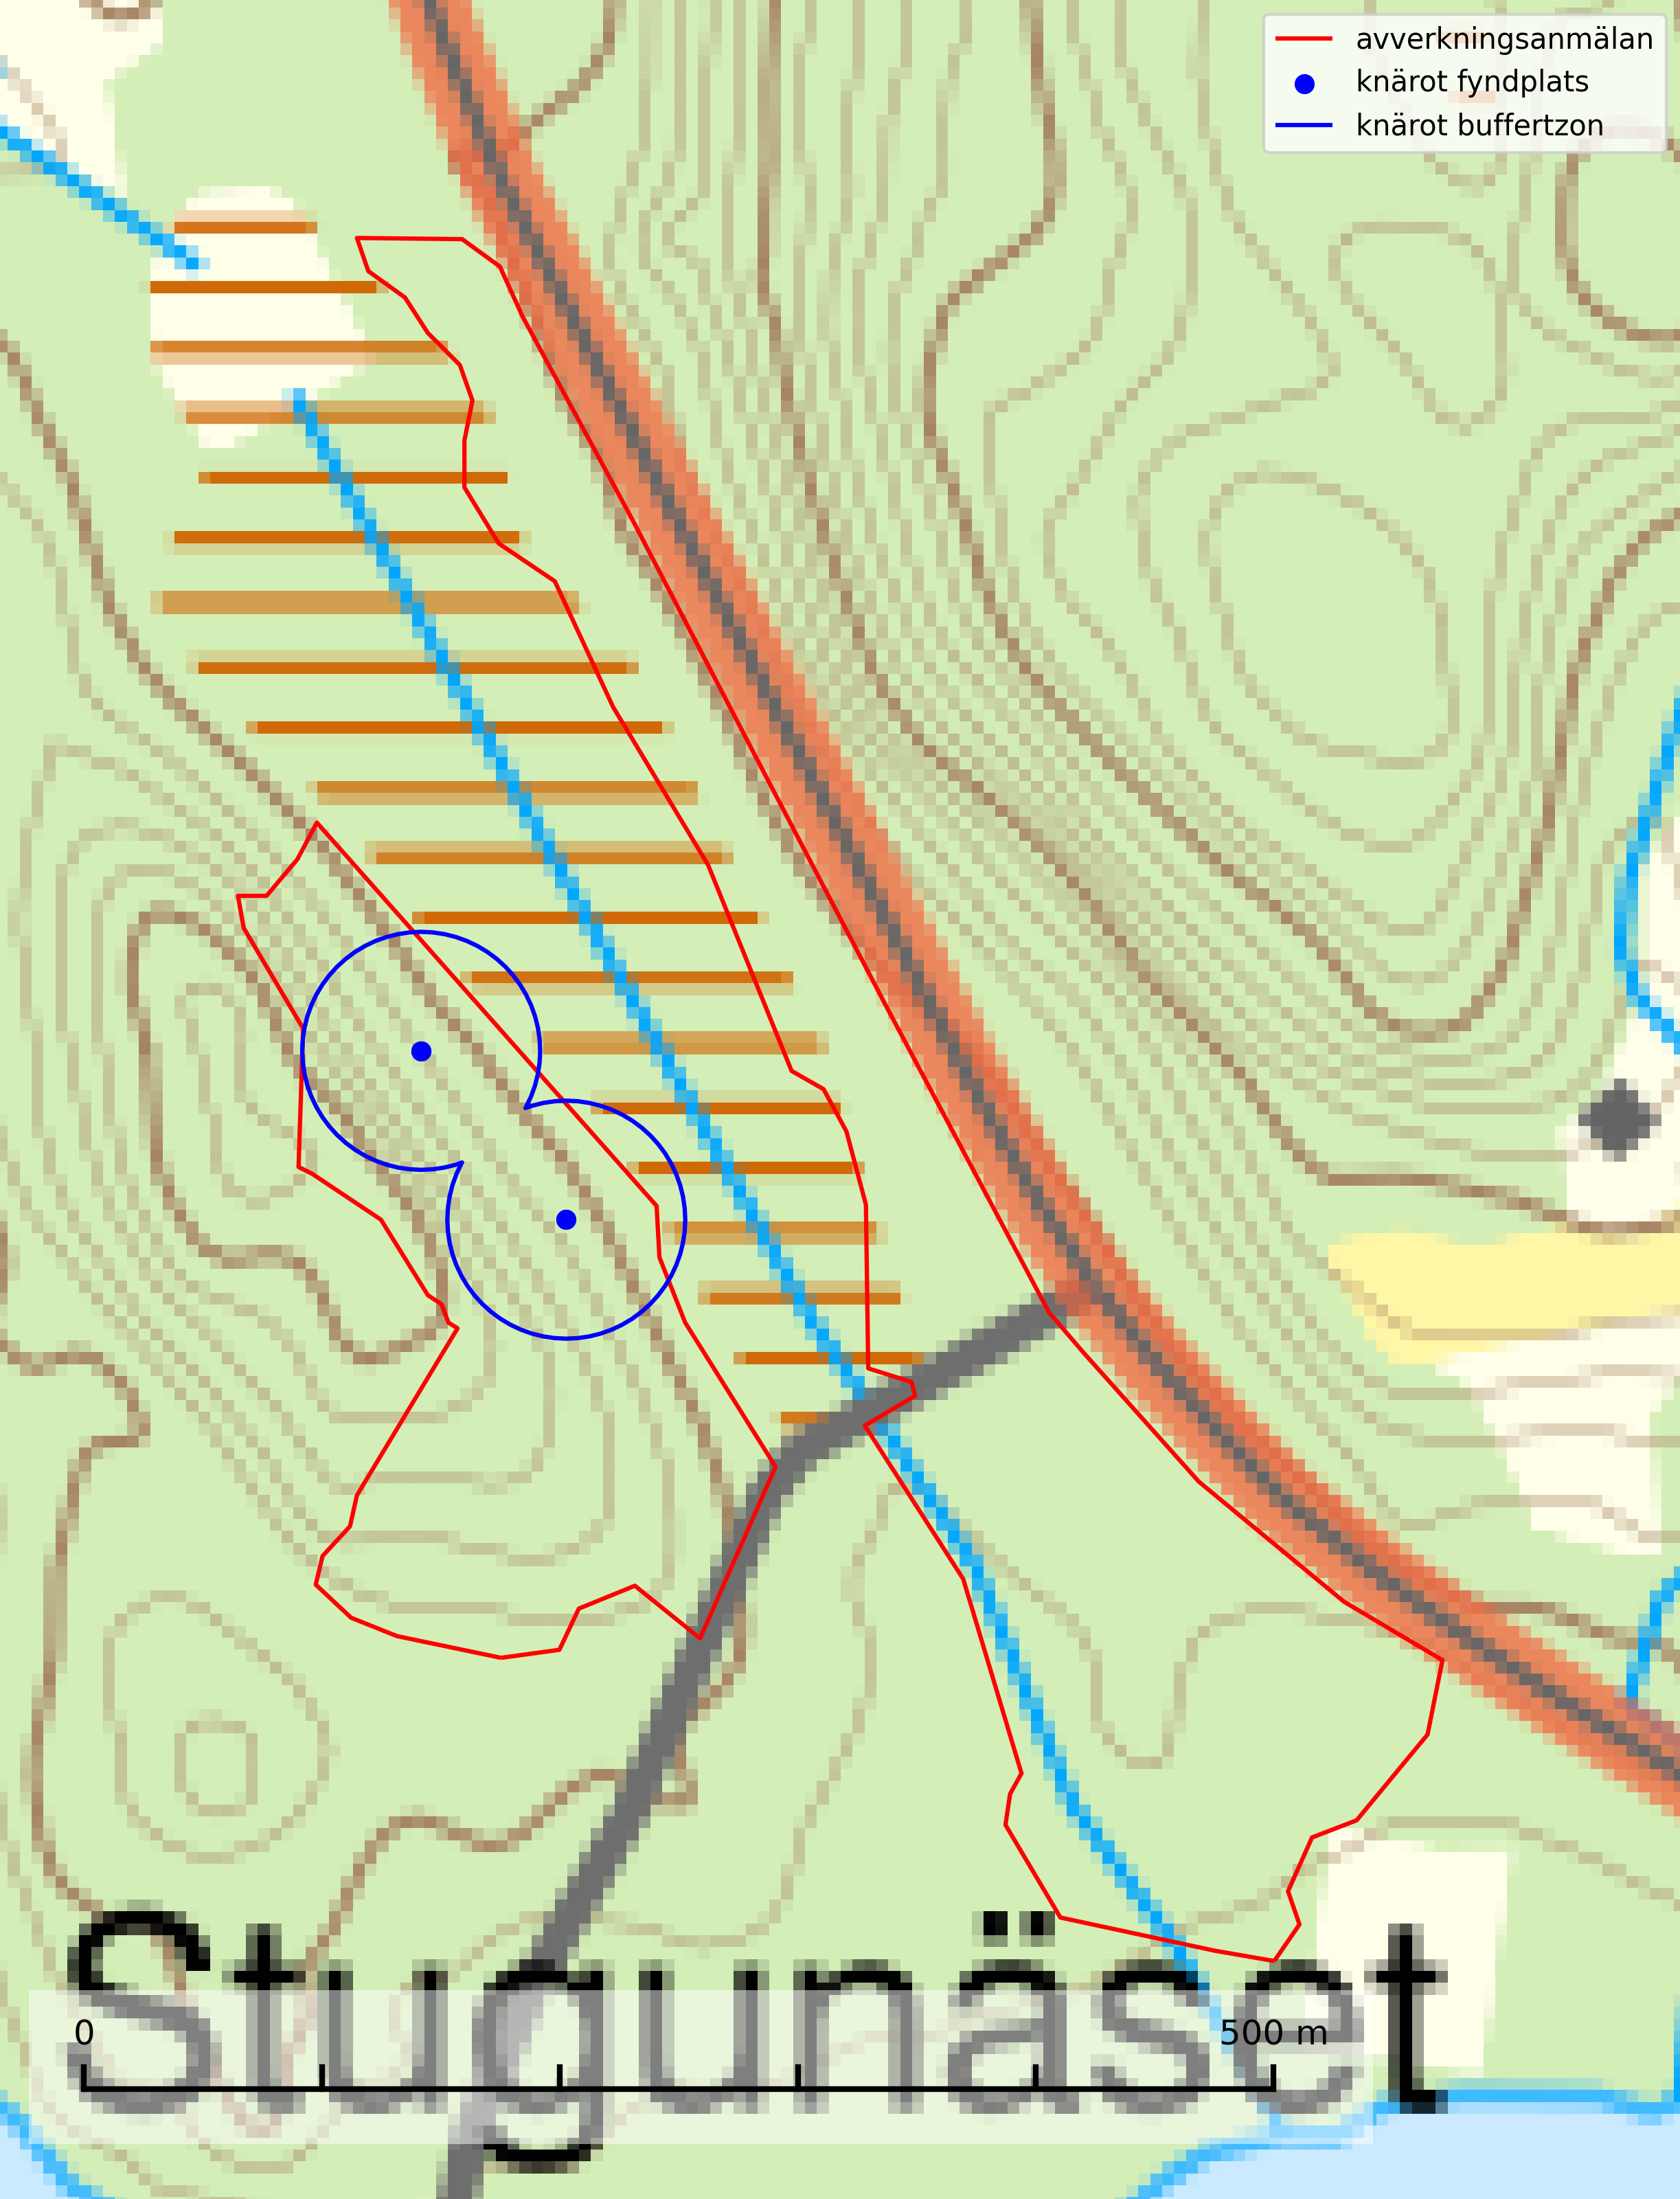 avverkningsanmälan
knärot fyndplats
knärot buffertzon
Stugunäset
0 500 m